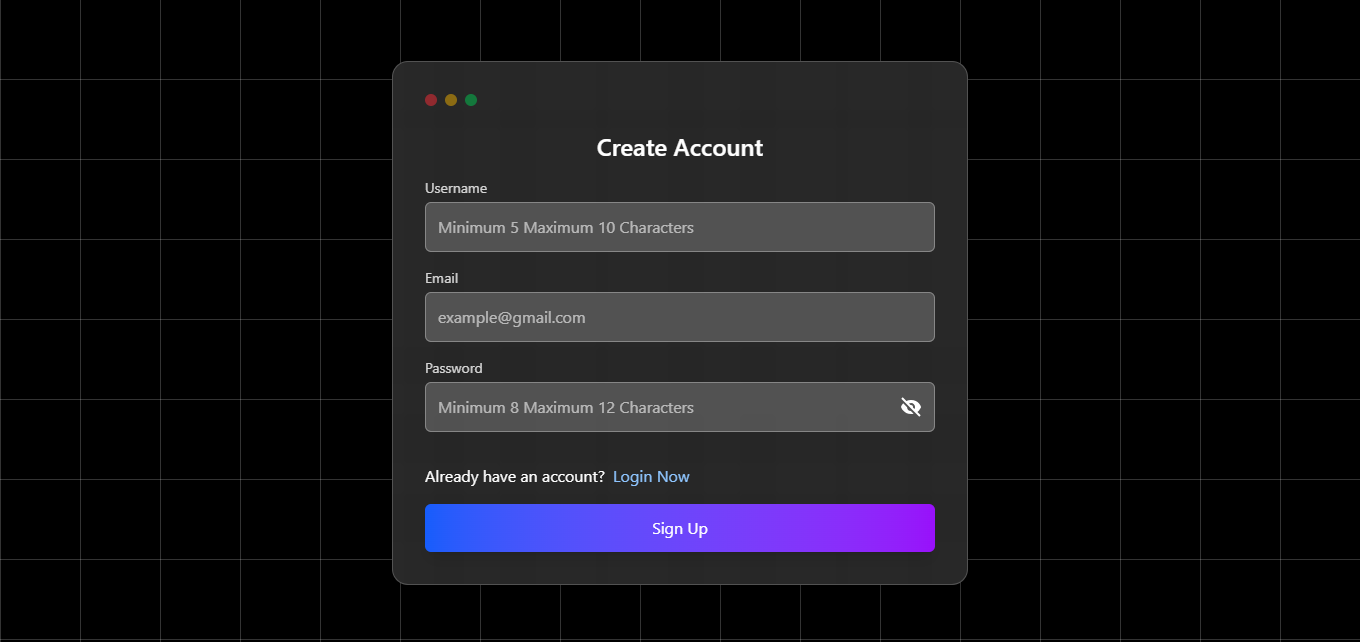 Create Account
Username
Minimum 5 Maximum 10 Characters
Email
example@gmail.com
Password
Minimum 8 Maximum 12 Characters
Already have an account? Login Now
Sign Up